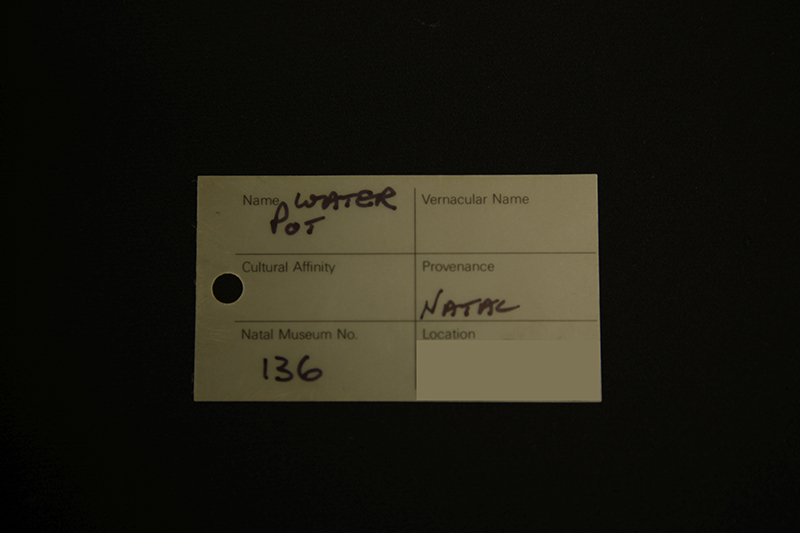 Name WATER
POT
Vernacular Name
Cultural Affinity
Provenance
NATAL
Natal Museum No.
136
Location